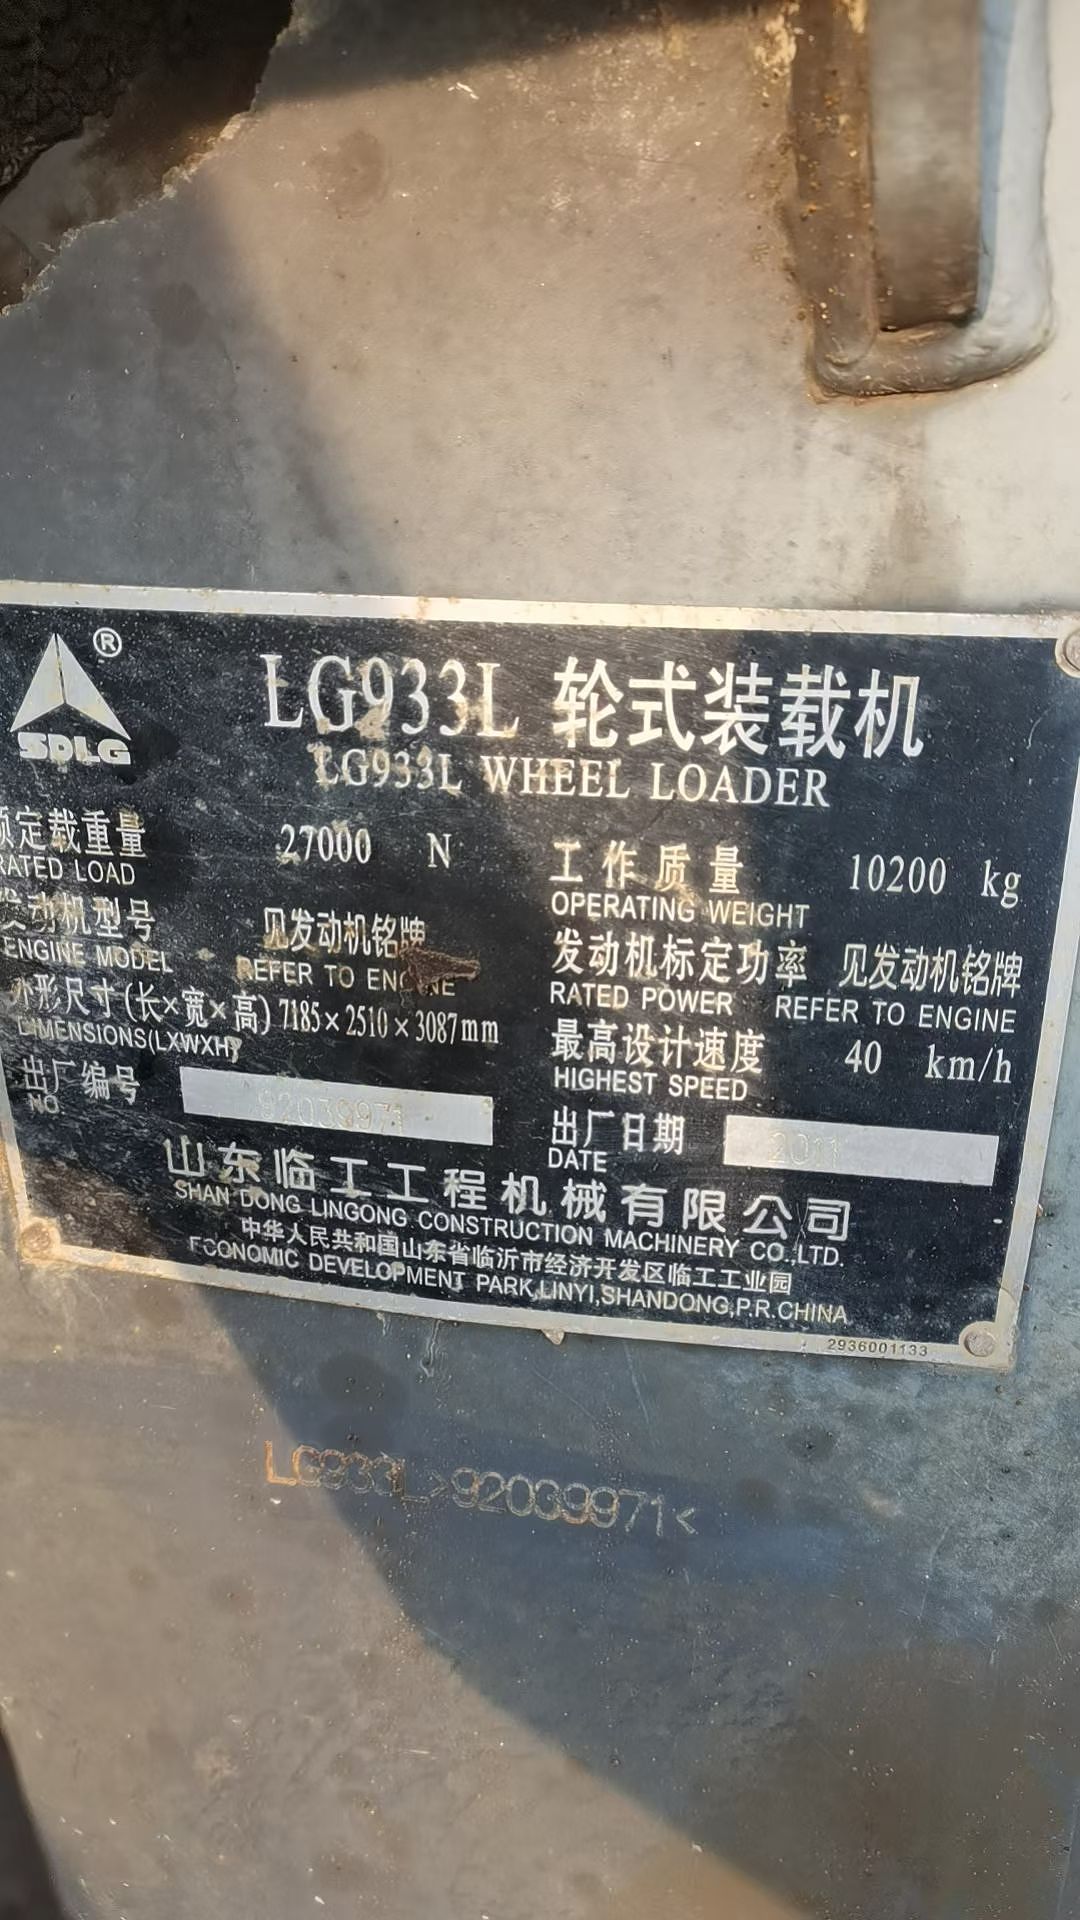 ®
SDLG
LG933L 轮式装载机
LG933L WHEEL LOADER
额定载重量 27000 N
RATED LOAD
工作质量 10200 kg
OPERATING WEIGHT
发动机型号 见发动机铭牌
ENGINE MODEL REFER TO ENGINE
发动机标定功率 见发动机铭牌
RATED POWER REFER TO ENGINE
外形尺寸(长×宽×高) 7185×2510×3087mm
DIMENSIONS(LXWXH)
最高设计速度 40 km/h
HIGHEST SPEED
出厂编号 92039971
NO
出厂日期 2011
DATE
山东临工工程机械有限公司
SHAN DONG LINGONG CONSTRUCTION MACHINERY CO.,LTD.
中华人民共和国山东省临沂市经济开发区临工工业园
ECONOMIC DEVELOPMENT PARK,LINYI,SHANDONG,P.R.CHINA
2936001133
LG933L>92039971<